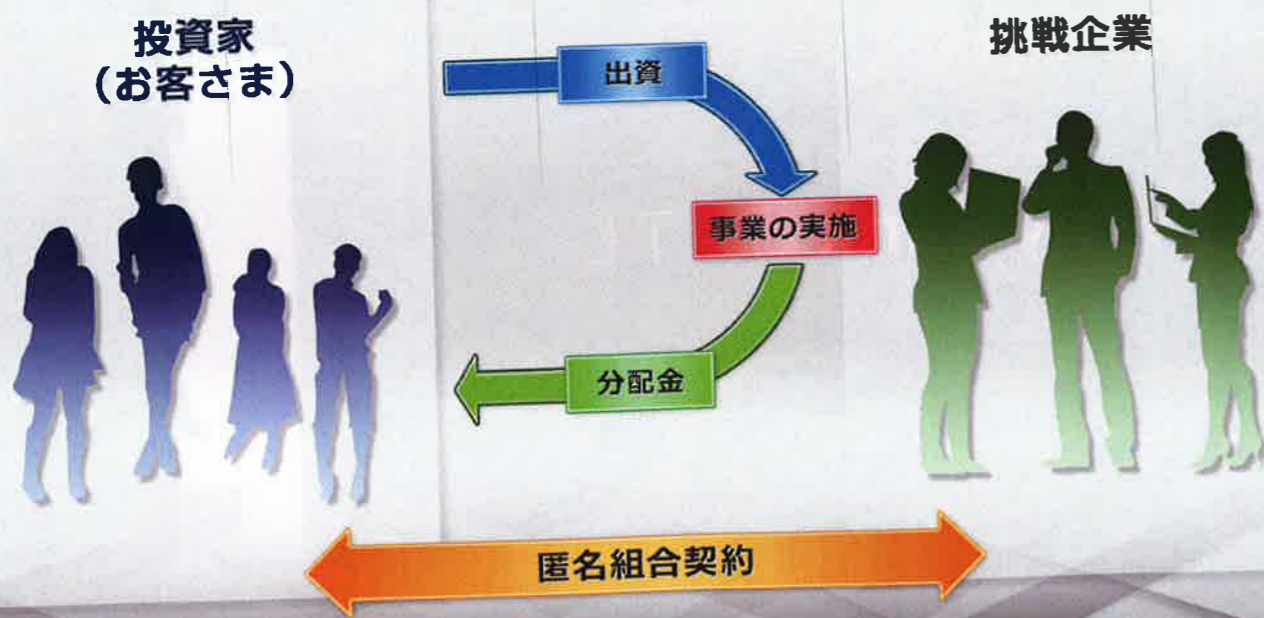 投資家
(お客さま)
挑戦企業
出資
事業の実施
分配金
匿名組合契約